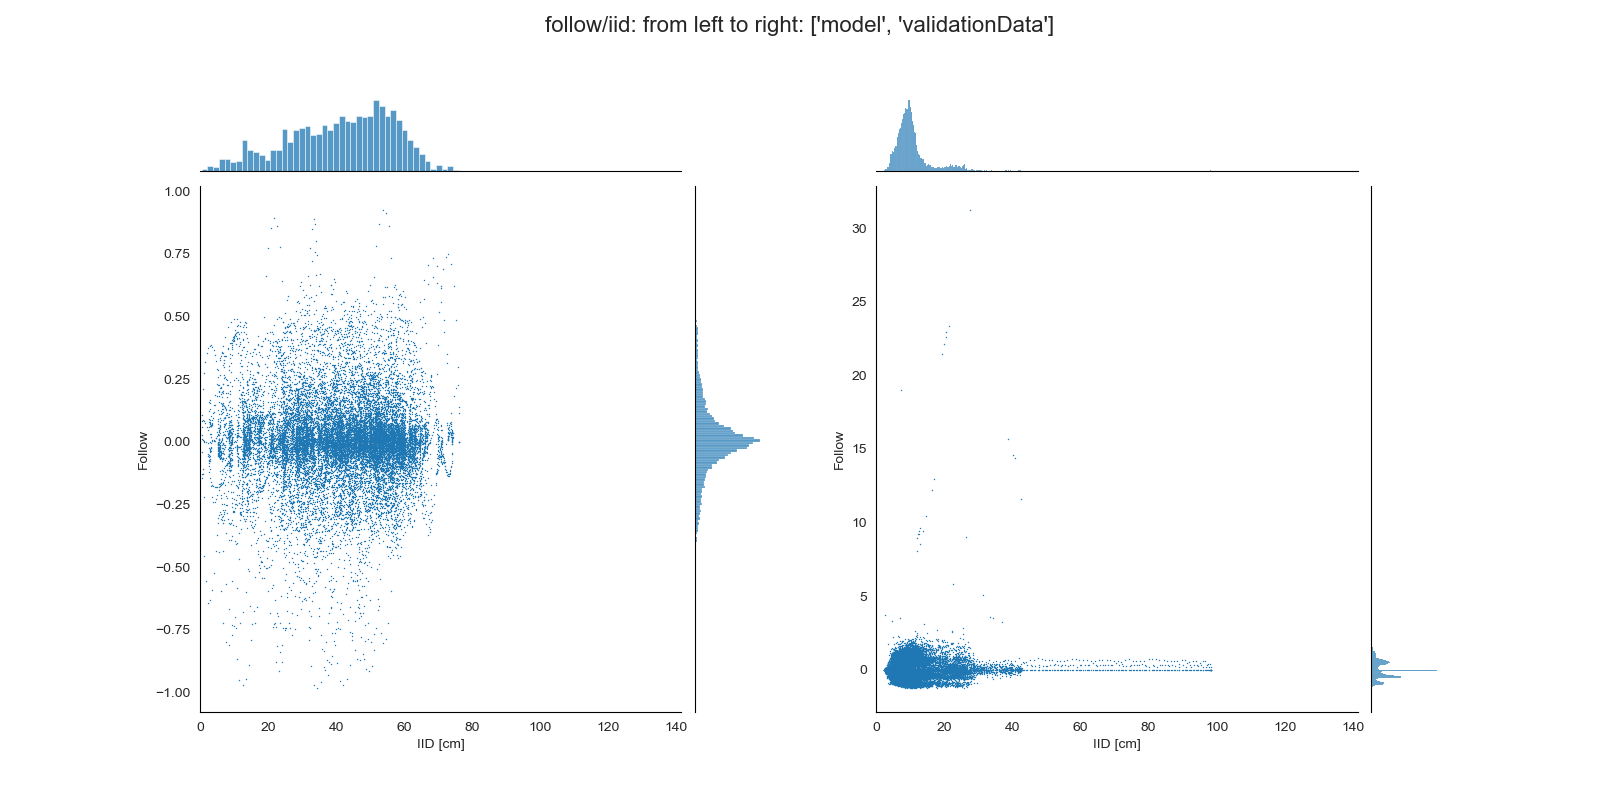 follow/iid: from left to right: ['model', 'validationData']
1.00
0.75
0.50
0.25
0.00
−0.25
−0.50
−0.75
−1.00
Follow
0 20 40 60 80 100 120 140
IID [cm]
30
25
20
15
10
5
0
Follow
0 20 40 60 80 100 120 140
IID [cm]